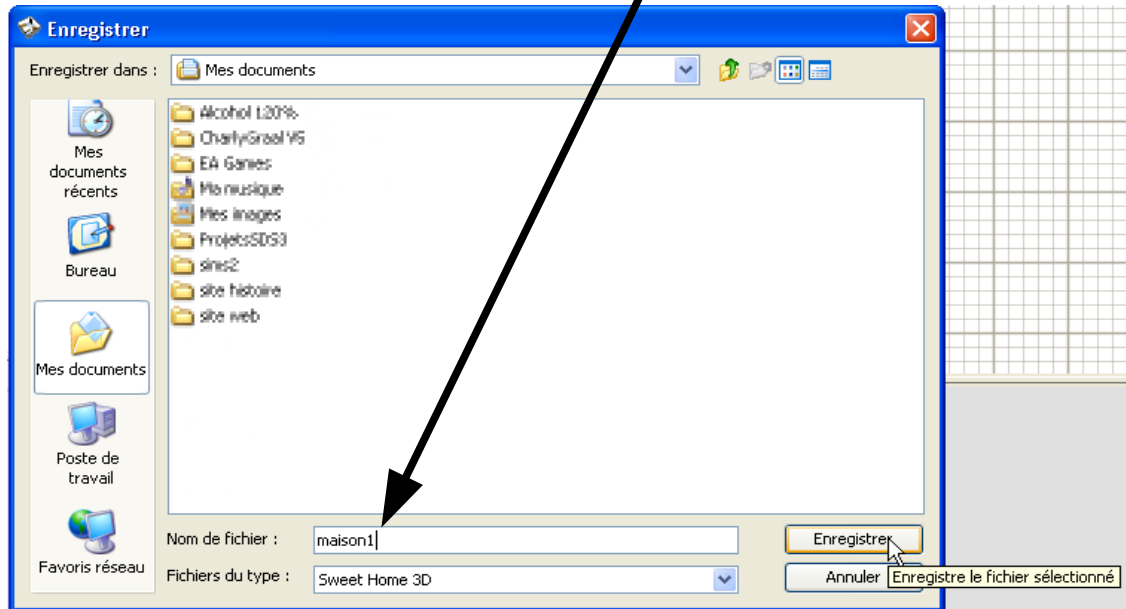 Enregistrer
Enregistrer dans :
Mes documents
Mes
documents
récents
Bureau
Mes documents
Poste de
travail
Favoris réseau
Alcohol 120%
CharlyGraal V5
EA Games
Ma musique
Mes images
ProjetsSDS3
sims2
site histoire
site web
Nom de fichier :
maison1
Enregistrer
Fichiers du type :
Sweet Home 3D
Annuler
Enregistre le fichier sélectionné